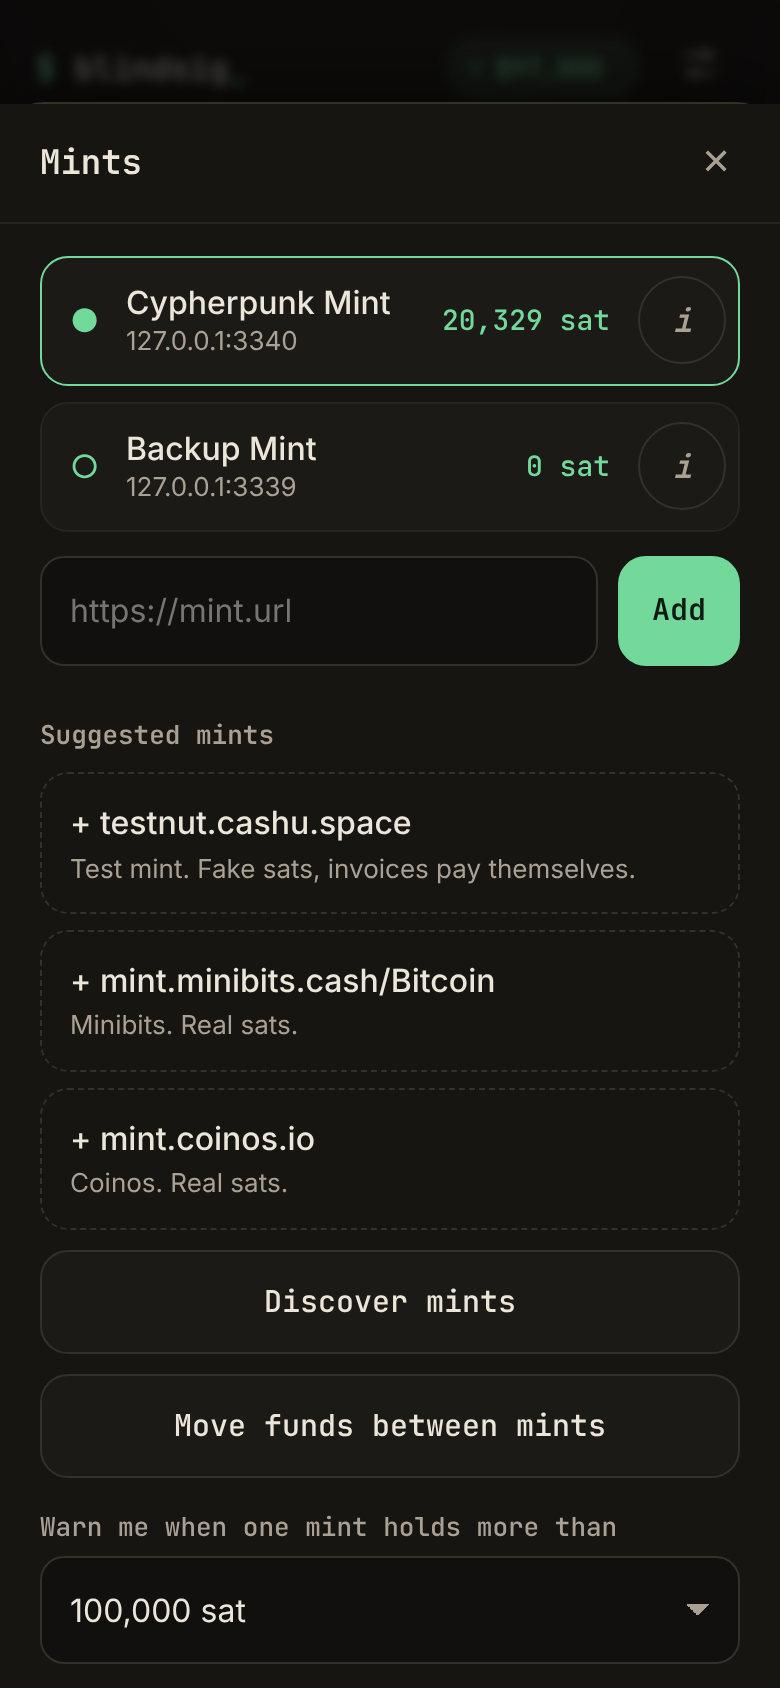 Mints
Cypherpunk Mint
127.0.0.1:3340
20,329 sat
i
Backup Mint
127.0.0.1:3339
0 sat
i
https://mint.url
Add
Suggested mints
+ testnut.cashu.space
Test mint. Fake sats, invoices pay themselves.
+ mint.minibits.cash/Bitcoin
Minibits. Real sats.
+ mint.coinos.io
Coinos. Real sats.
Discover mints
Move funds between mints
Warn me when one mint holds more than
100,000 sat